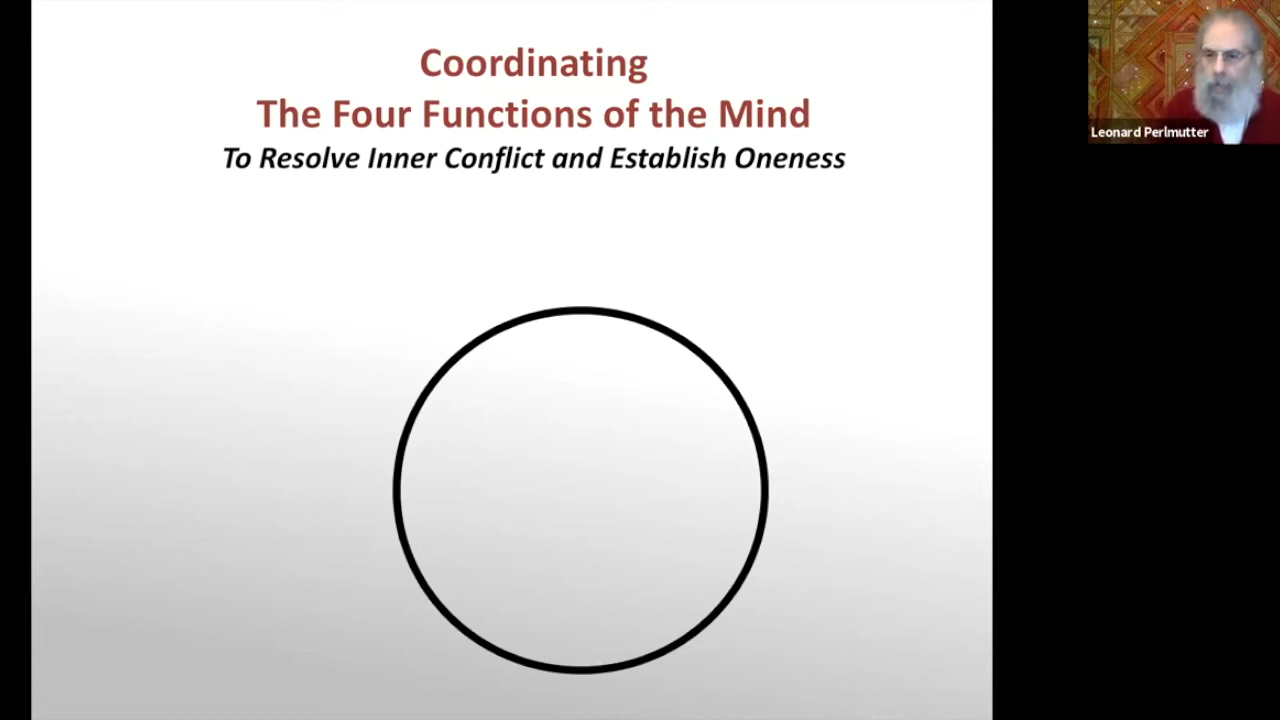 Coordinating
The Four Functions of the Mind
To Resolve Inner Conflict and Establish Oneness
Leonard Perlmutter